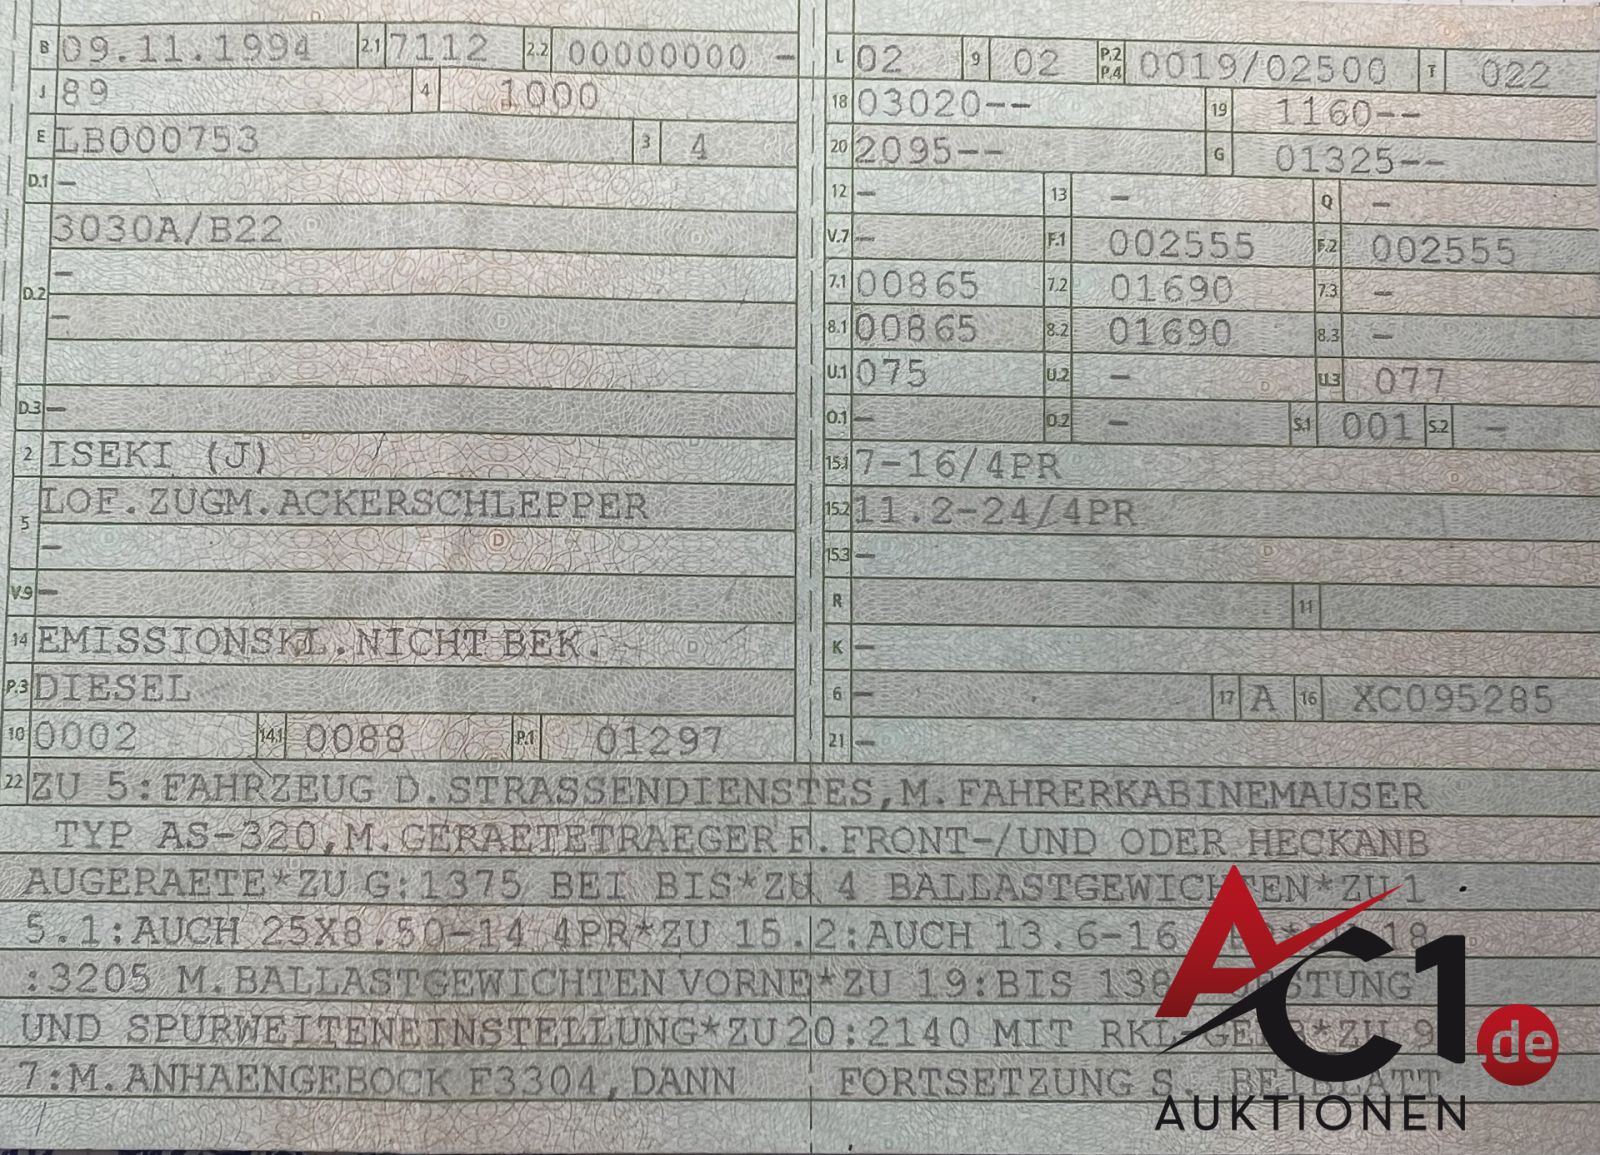 B 09.11.1994 2.1 7112 2.2 00000000 -
J 89 4 1000
E LB000753 3 4
D.1 -
3030A/B22
D.2 -
-
D.3 -
2 ISEKI (J)
5 LOF.ZUGM.ACKERSCHLEPPER
-
V.9 -
14 EMISSIONSKL.NICHT BEK.
P.3 DIESEL
10 0002 14.1 0088 P.1 01297
L 02 9 02 P.2 P.4 0019/02500 T 022
18 03020-- 19 1160--
20 2095-- G 01325--
12 - 13 - Q -
V.7 - F.1 002555 F.2 002555
7.1 00865 7.2 01690 7.3 -
8.1 00865 8.2 01690 8.3 -
U.1 075 U.2 - U.3 077
O.1 - O.2 - S.1 001 S.2 -
15.1 7-16/4PR
15.2 11.2-24/4PR
15.3 -
R 11
K -
6 - 17 A 16 XC095285
21 -
22 ZU 5:FAHRZEUG D.STRASSENDIENSTES,M.FAHRERKABINEMAUSER
TYP AS-320,M.GERAETETRAEGER F.FRONT-/UND ODER HECKANB
AUGERAETE*ZU G:1375 BEI BIS*ZU 4 BALLASTGEWICHTEN*ZU 1
5.1:AUCH 25X8.50-14 4PR*ZU 15.2:AUCH 13.6-16 18
:3205 M.BALLASTGEWICHTEN VORNE*ZU 19:BIS 138
UND SPURWEITENEINSTELLUNG*ZU 20:2140 MIT RKL-GEH *ZU 9
7:M.ANHAENGEBOCK F3304,DANN FORTSETZUNG S. BEIBLATT
AC1.de
AUKTIONEN